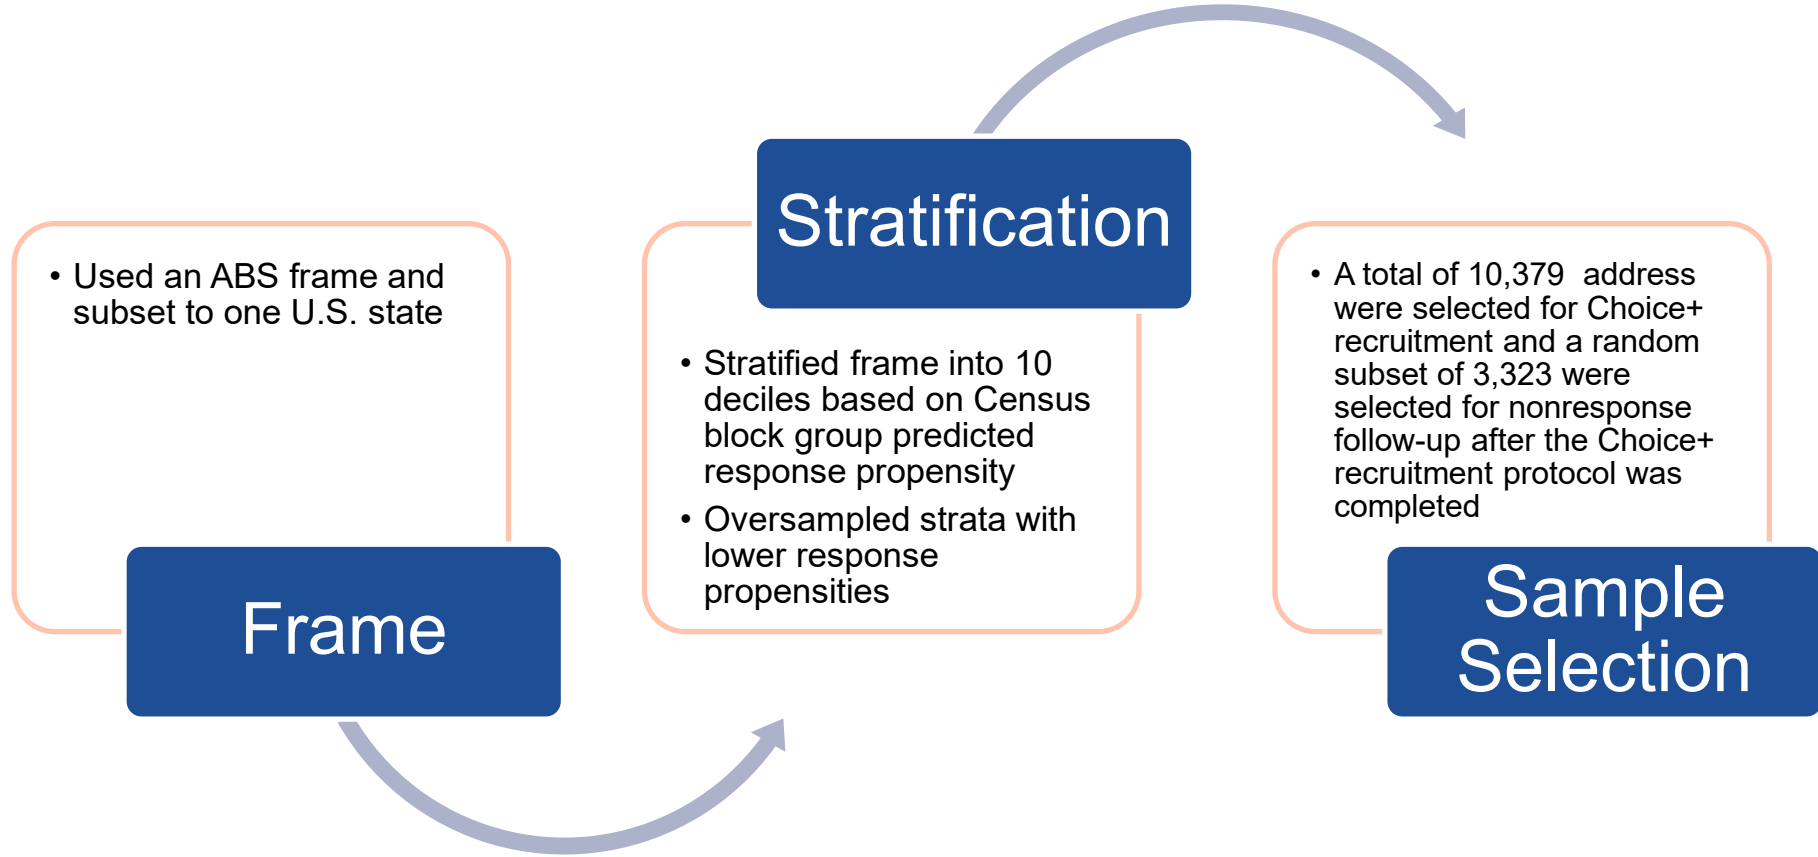 • Used an ABS frame and
subset to one U.S. state
Frame
Stratification
• Stratified frame into 10
deciles based on Census
block group predicted
response propensity
• Oversampled strata with
lower response
propensities
• A total of 10,379  address
were selected for Choice+
recruitment and a random
subset of 3,323 were
selected for nonresponse
follow-up after the Choice+
recruitment protocol was
completed
Sample
Selection